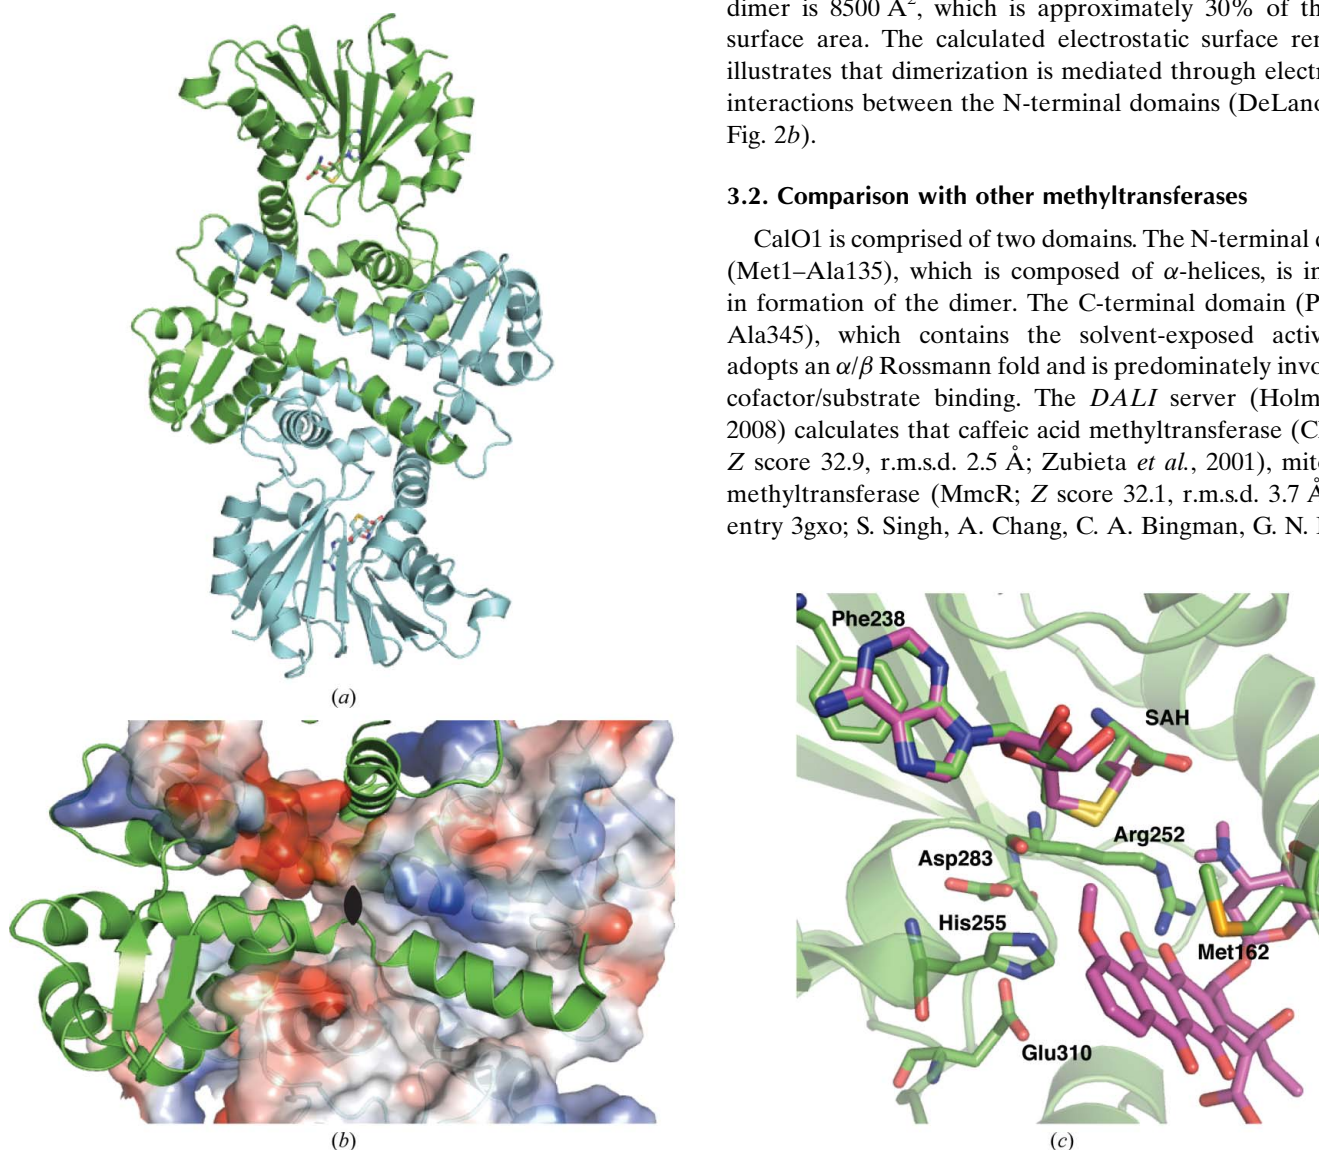 dimer is 8500 Å², which is approximately 30% of th
surface area. The calculated electrostatic surface ren
illustrates that dimerization is mediated through electr
interactions between the N-terminal domains (DeLano
Fig. 2b).
3.2. Comparison with other methyltransferases
CalO1 is comprised of two domains. The N-terminal d
(Met1–Ala135), which is composed of α-helices, is in
in formation of the dimer. The C-terminal domain (P
Ala345), which contains the solvent-exposed activ
adopts an α/β Rossmann fold and is predominately invo
cofactor/substrate binding. The DALI server (Holm
2008) calculates that caffeic acid methyltransferase (C
Z score 32.9, r.m.s.d. 2.5 Å; Zubieta et al., 2001), mit
methyltransferase (MmcR; Z score 32.1, r.m.s.d. 3.7 Å
entry 3gxo; S. Singh, A. Chang, C. A. Bingman, G. N.
(a)
Phe238
SAH
Arg252
Asp283
His255
Met162
Glu310
(b)
(c)